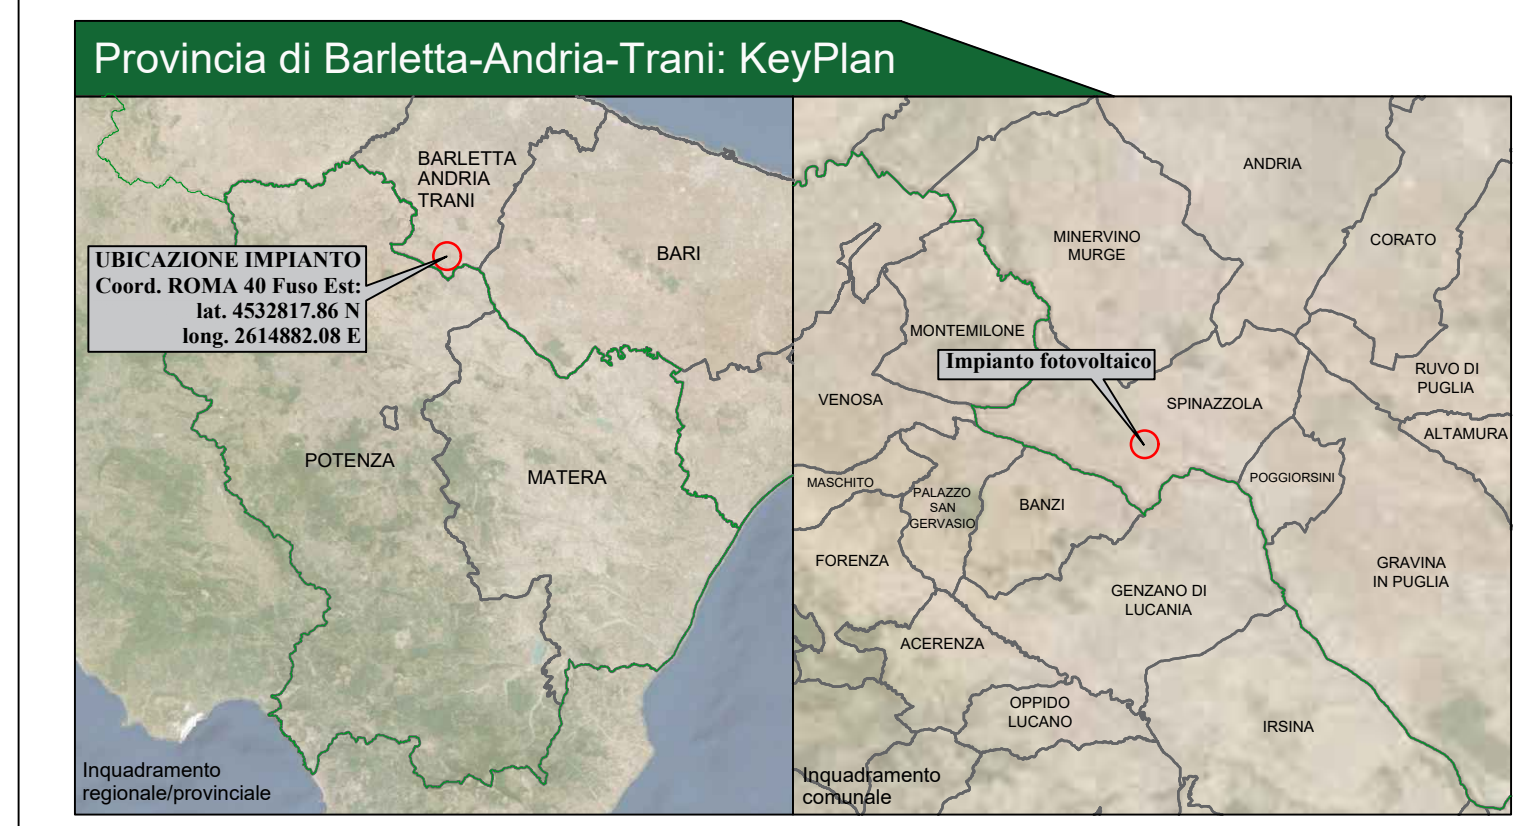 Provincia di Barletta-Andria-Trani: KeyPlan
BARLETTA
ANDRIA
TRANI
BARI
UBICAZIONE IMPIANTO
Coord. ROMA 40 Fuso Est:
lat. 4532817.86 N
long. 2614882.08 E
POTENZA
MATERA
Inquadramento
regionale/provinciale
ANDRIA
MINERVINO
MURGE
CORATO
MONTEMILONE
Impianto fotovoltaico
RUVO DI
PUGLIA
VENOSA
SPINAZZOLA
ALTAMURA
MASCHITO
PALAZZO
SAN
GERVASIO
BANZI
POGGIORSINI
FORENZA
GENZANO DI
LUCANIA
GRAVINA
IN PUGLIA
ACERENZA
OPPIDO
LUCANO
IRSINA
Inquadramento
comunale